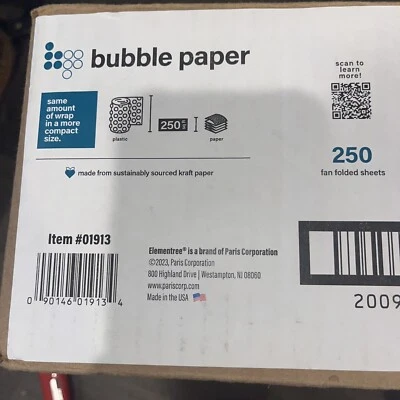 bubble paper
scan to
learn
more!
same
amount
of wrap
in a more
compact
size.
plastic
250
paper
250
fan folded sheets
made from sustainably sourced kraft paper
Item #01913
Elementree® is a brand of Paris Corporation
©2023, Paris Corporation
800 Highland Drive | Westampton, NJ 08060
www.pariscorp.com
Made in the USA
0 90146 01913 4
2009